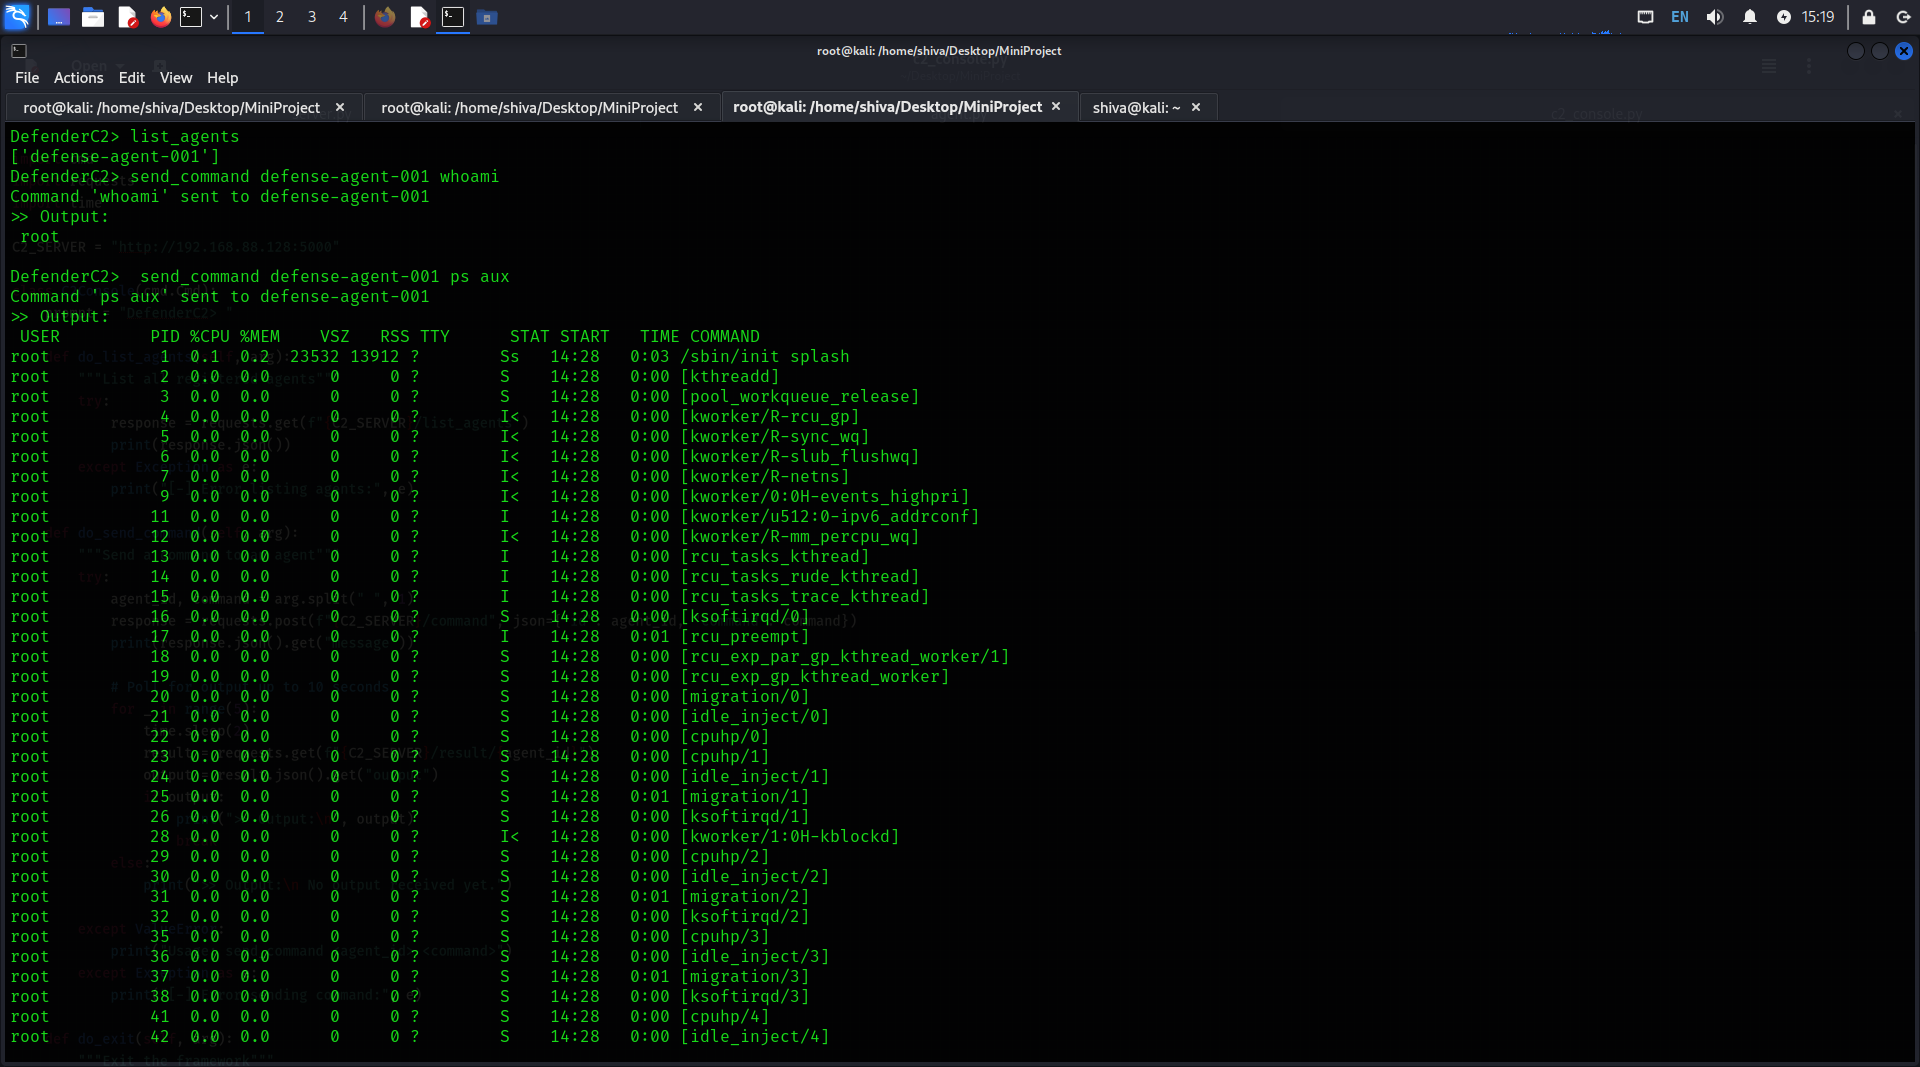 1 2 3 4 EN 15:19
root@kali: /home/shiva/Desktop/MiniProject
File Actions Edit View Help
root@kali: /home/shiva/Desktop/MiniProject × root@kali: /home/shiva/Desktop/MiniProject × root@kali: /home/shiva/Desktop/MiniProject × shiva@kali: ~ ×
DefenderC2> list_agents
['defense-agent-001']
DefenderC2> send_command defense-agent-001 whoami
Command 'whoami' sent to defense-agent-001
>> Output:
root
C2_SERVER = "http://192.168.88.128:5000"
DefenderC2>  send_command defense-agent-001 ps aux
Command 'ps aux' sent to defense-agent-001
>> Output:
USER PID %CPU %MEM VSZ RSS TTY STAT START TIME COMMAND
root 1 0.1 0.2 23532 13912 ? Ss 14:28 0:03 /sbin/init splash
root 2 0.0 0.0 0 0 ? S 14:28 0:00 [kthreadd]
root 3 0.0 0.0 0 0 ? S 14:28 0:00 [pool_workqueue_release]
root 4 0.0 0.0 0 0 ? I< 14:28 0:00 [kworker/R-rcu_gp]
root 5 0.0 0.0 0 0 ? I< 14:28 0:00 [kworker/R-sync_wq]
root 6 0.0 0.0 0 0 ? I< 14:28 0:00 [kworker/R-slub_flushwq]
root 7 0.0 0.0 0 0 ? I< 14:28 0:00 [kworker/R-netns]
root 9 0.0 0.0 0 0 ? I< 14:28 0:00 [kworker/0:0H-events_highpri]
root 11 0.0 0.0 0 0 ? I 14:28 0:00 [kworker/u512:0-ipv6_addrconf]
root 12 0.0 0.0 0 0 ? I< 14:28 0:00 [kworker/R-mm_percpu_wq]
root 13 0.0 0.0 0 0 ? I 14:28 0:00 [rcu_tasks_kthread]
root 14 0.0 0.0 0 0 ? I 14:28 0:00 [rcu_tasks_rude_kthread]
root 15 0.0 0.0 0 0 ? I 14:28 0:00 [rcu_tasks_trace_kthread]
root 16 0.0 0.0 0 0 ? S 14:28 0:00 [ksoftirqd/0]
root 17 0.0 0.0 0 0 ? I 14:28 0:01 [rcu_preempt]
root 18 0.0 0.0 0 0 ? S 14:28 0:00 [rcu_exp_par_gp_kthread_worker/1]
root 19 0.0 0.0 0 0 ? S 14:28 0:00 [rcu_exp_gp_kthread_worker]
root 20 0.0 0.0 0 0 ? S 14:28 0:00 [migration/0]
root 21 0.0 0.0 0 0 ? S 14:28 0:00 [idle_inject/0]
root 22 0.0 0.0 0 0 ? S 14:28 0:00 [cpuhp/0]
root 23 0.0 0.0 0 0 ? S 14:28 0:00 [cpuhp/1]
root 24 0.0 0.0 0 0 ? S 14:28 0:00 [idle_inject/1]
root 25 0.0 0.0 0 0 ? S 14:28 0:01 [migration/1]
root 26 0.0 0.0 0 0 ? S 14:28 0:00 [ksoftirqd/1]
root 28 0.0 0.0 0 0 ? I< 14:28 0:00 [kworker/1:0H-kblockd]
root 29 0.0 0.0 0 0 ? S 14:28 0:00 [cpuhp/2]
root 30 0.0 0.0 0 0 ? S 14:28 0:00 [idle_inject/2]
root 31 0.0 0.0 0 0 ? S 14:28 0:01 [migration/2]
root 32 0.0 0.0 0 0 ? S 14:28 0:00 [ksoftirqd/2]
root 35 0.0 0.0 0 0 ? S 14:28 0:00 [cpuhp/3]
root 36 0.0 0.0 0 0 ? S 14:28 0:00 [idle_inject/3]
root 37 0.0 0.0 0 0 ? S 14:28 0:01 [migration/3]
root 38 0.0 0.0 0 0 ? S 14:28 0:00 [ksoftirqd/3]
root 41 0.0 0.0 0 0 ? S 14:28 0:00 [cpuhp/4]
root 42 0.0 0.0 0 0 ? S 14:28 0:00 [idle_inject/4]